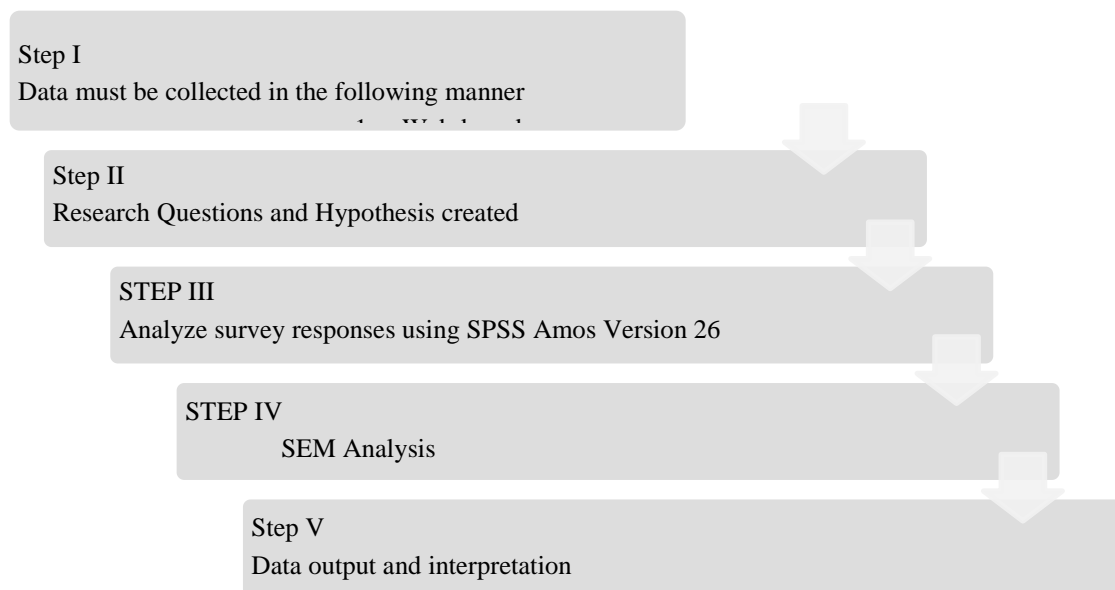 Step I
Data must be collected in the following manner
Step II
Research Questions and Hypothesis created
STEP III
Analyze survey responses using SPSS Amos Version 26
STEP IV
SEM Analysis
Step V
Data output and interpretation